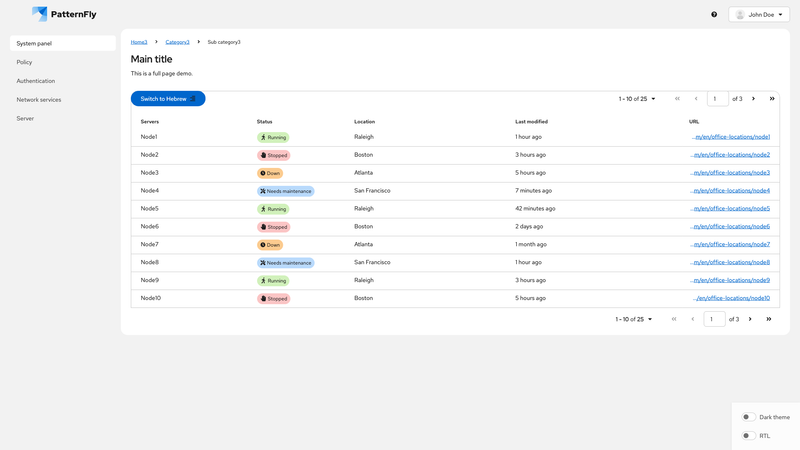 PatternFly
John Doe
System panel
Policy
Authentication
Network services
Server
Home3 Category3 Sub category3
Main title
This is a full page demo.
Switch to Hebrew
1 - 10 of 25 1 of 3
Servers Status Location Last modified URL
Node1 Running Raleigh 1 hour ago ...m/en/office-locations/node1
Node2 Stopped Boston 3 hours ago ...m/en/office-locations/node2
Node3 Down Atlanta 5 hours ago ...m/en/office-locations/node3
Node4 Needs maintenance San Francisco 7 minutes ago ...m/en/office-locations/node4
Node5 Running Raleigh 42 minutes ago ...m/en/office-locations/node5
Node6 Stopped Boston 2 days ago ...m/en/office-locations/node6
Node7 Down Atlanta 1 month ago ...m/en/office-locations/node7
Node8 Needs maintenance San Francisco 1 hour ago ...m/en/office-locations/node8
Node9 Running Raleigh 3 hours ago ...m/en/office-locations/node9
Node10 Stopped Boston 5 hours ago .../en/office-locations/node10
1 - 10 of 25 1 of 3
Dark theme
RTL